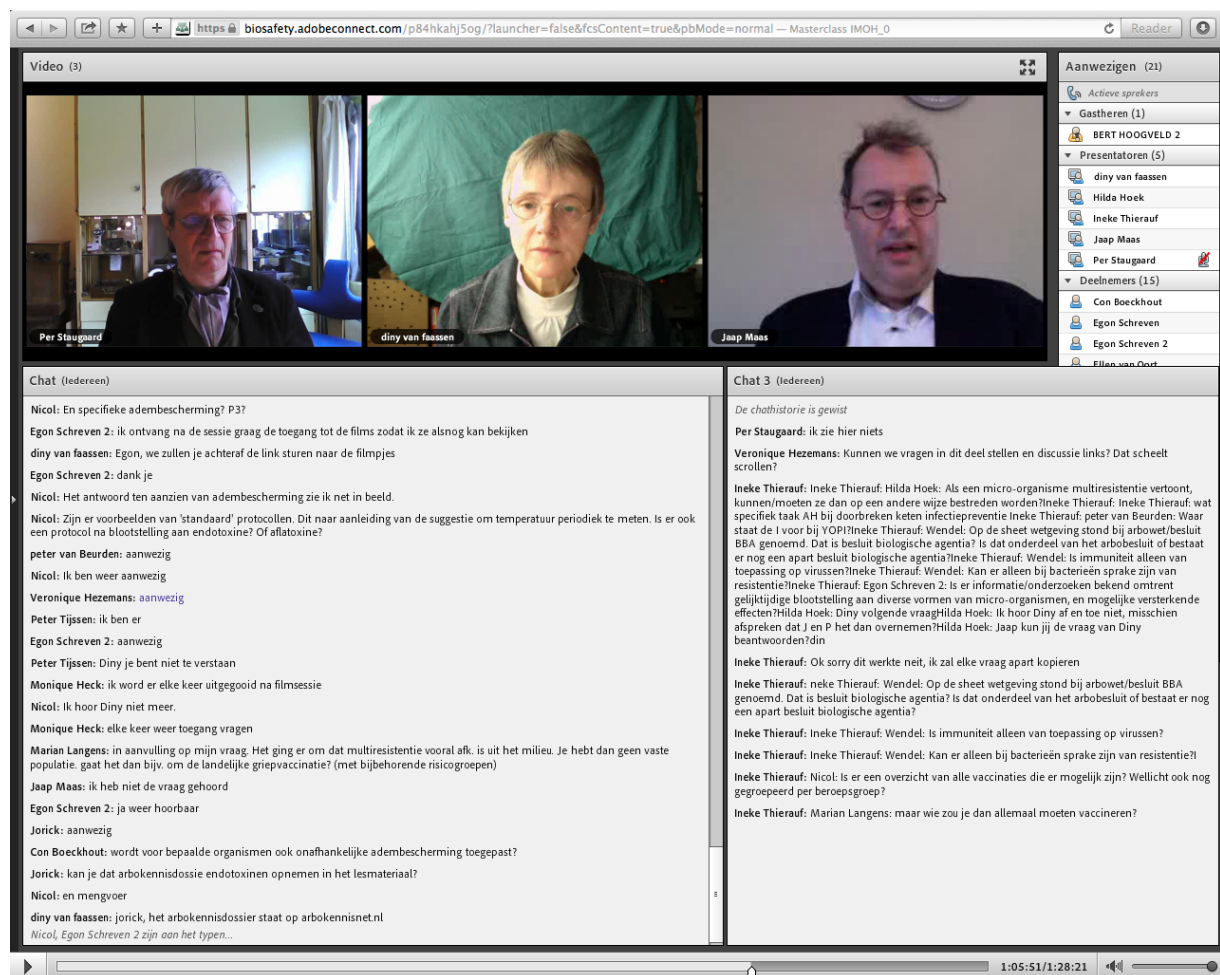 https biosafety.adobeconnect.com/p84hkahj5og/?launcher=false&fcsContent=true&pbMode=normal — Masterclass IMOH_0
Reader
Video (3)
Per Staugaard
diny van faassen
Jaap Maas
Aanwezigen (21)
Actieve sprekers
Gastheren (1)
BERT HOOGVELD 2
Presentatoren (5)
diny van faassen
Hilda Hoek
Ineke Thierauf
Jaap Maas
Per Staugaard
Deelnemers (15)
Con Boeckhout
Egon Schreven
Egon Schreven 2
Ellen van Oort
Chat (Iedereen)
Nicol: En specifieke adembescherming? P3?
Egon Schreven 2: ik ontvang na de sessie graag de toegang tot de films zodat ik ze alsnog kan bekijken
diny van faassen: Egon, we zullen je achteraf de link sturen naar de filmpjes
Egon Schreven 2: dank je
Nicol: Het antwoord ten aanzien van adembescherming zie ik net in beeld.
Nicol: Zijn er voorbeelden van 'standaard' protocollen. Dit naar aanleiding van de suggestie om temperatuur periodiek te meten. Is er ook
een protocol na blootstelling aan endotoxine? Of aflatoxine?
peter van Beurden: aanwezig
Nicol: Ik ben weer aanwezig
Veronique Hezemans: aanwezig
Peter Tijssen: ik ben er
Egon Schreven 2: aanwezig
Peter Tijssen: Diny je bent niet te verstaan
Monique Heck: ik word er elke keer uitgegooid na filmsessie
Nicol: Ik hoor Diny niet meer.
Monique Heck: elke keer weer toegang vragen
Marian Langens: in aanvulling op mijn vraag. Het ging er om dat multiresistentie vooral afk. is uit het milieu. Je hebt dan geen vaste
populatie. gaat het dan bijv. om de landelijke griepvaccinatie? (met bijbehorende risicogroepen)
Jaap Maas: ik heb niet de vraag gehoord
Egon Schreven 2: ja weer hoorbaar
Jorick: aanwezig
Con Boeckhout: wordt voor bepaalde organismen ook onafhankelijke adembescherming toegepast?
Jorick: kan je dat arbokennisdossie endotoxinen opnemen in het lesmateriaal?
Nicol: en mengvoer
diny van faassen: jorick, het arbokennisdossier staat op arbokennisnet.nl
Nicol, Egon Schreven 2 zijn aan het typen...
Chat 3 (Iedereen)
De chathistorie is gewist
Per Staugaard: ik zie hier niets
Veronique Hezemans: Kunnen we vragen in dit deel stellen en discussie links? Dat scheelt
scrollen?
Ineke Thierauf: Ineke Thierauf: Hilda Hoek: Als een micro-organisme multiresistentie vertoont,
kunnen/moeten ze dan op een andere wijze bestreden worden?Ineke Thierauf: Ineke Thierauf: wat
specifiek taak AH bij doorbreken keten infectiepreventie Ineke Thierauf: peter van Beurden: Waar
staat de I voor bij YOPI?Ineke Thierauf: Wendel: Op de sheet wetgeving stond bij arbowet/besluit
BBA genoemd. Dat is besluit biologische agentia? Is dat onderdeel van het arbobesluit of bestaat
er nog een apart besluit biologische agentia?Ineke Thierauf: Wendel: Is immuniteit alleen van
toepassing op virussen?Ineke Thierauf: Wendel: Kan er alleen bij bacterieën sprake zijn van
resistentie?Ineke Thierauf: Egon Schreven 2: Is er informatie/onderzoeken bekend omtrent
gelijktijdige blootstelling aan diverse vormen van micro-organismen, en mogelijke versterkende
effecten?Hilda Hoek: Diny volgende vraagHilda Hoek: Ik hoor Diny af en toe niet, misschien
afspreken dat J en P het dan overnemen?Hilda Hoek: Jaap kun jij de vraag van Diny
beantwoorden?din
Ineke Thierauf: Ok sorry dit werkte neit, ik zal elke vraag apart kopieren
Ineke Thierauf: neke Thierauf: Wendel: Op de sheet wetgeving stond bij arbowet/besluit BBA
genoemd. Dat is besluit biologische agentia? Is dat onderdeel van het arbobesluit of bestaat er nog
een apart besluit biologische agentia?
Ineke Thierauf: Ineke Thierauf: Wendel: Is immuniteit alleen van toepassing op virussen?
Ineke Thierauf: Ineke Thierauf: Wendel: Kan er alleen bij bacterieën sprake zijn van resistentie?I
Ineke Thierauf: Nicol: Is er een overzicht van alle vaccinaties die er mogelijk zijn? Wellicht ook nog
gegroepeerd per beroepsgroep?
Ineke Thierauf: Marian Langens: maar wie zou je dan allemaal moeten vaccineren?
1:05:51/1:28:21